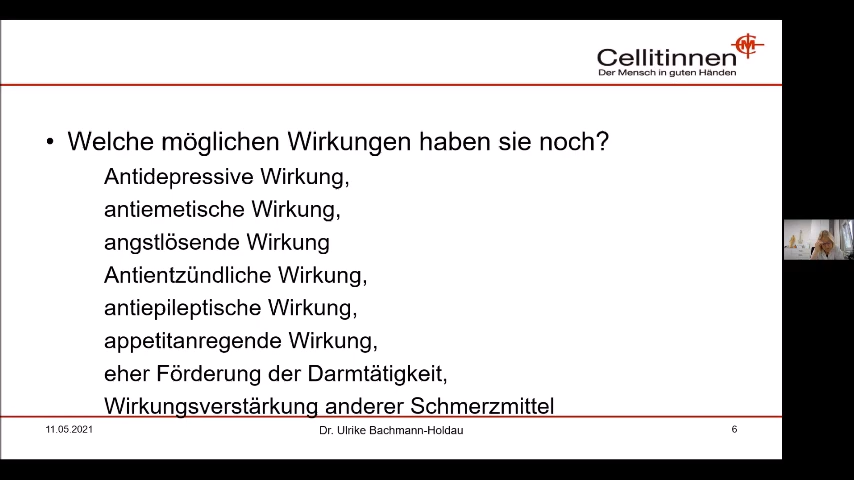 Cellitinnen
Der Mensch in guten Händen
• Welche möglichen Wirkungen haben sie noch?
Antidepressive Wirkung,
antiemetische Wirkung,
angstlösende Wirkung
Antientzündliche Wirkung,
antiepileptische Wirkung,
appetitanregende Wirkung,
eher Förderung der Darmtätigkeit,
Wirkungsverstärkung anderer Schmerzmittel
11.05.2021
Dr. Ulrike Bachmann-Holdau
6